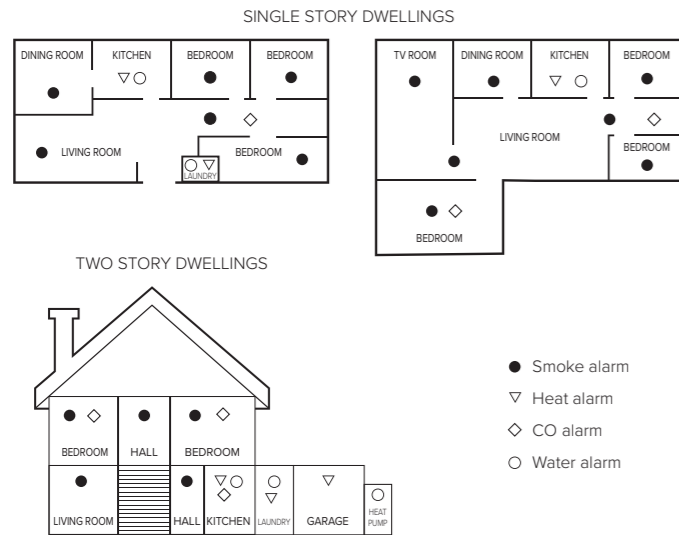 SINGLE STORY DWELLINGS
DINING ROOM
KITCHEN
BEDROOM
BEDROOM
LIVING ROOM
BEDROOM
LAUNDRY
TV ROOM
DINING ROOM
KITCHEN
BEDROOM
LIVING ROOM
BEDROOM
BEDROOM
TWO STORY DWELLINGS
BEDROOM
HALL
BEDROOM
LIVING ROOM
HALL
KITCHEN
LAUNDRY
GARAGE
HEAT
PUMP
Smoke alarm
Heat alarm
CO alarm
Water alarm